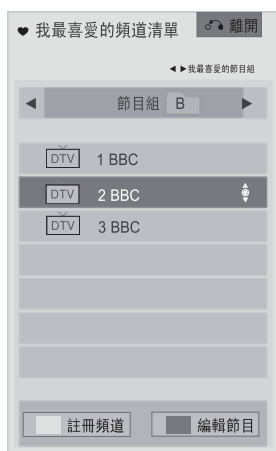 ♥ 我最喜愛的頻道清單 離開
◀ ▶ 我最喜愛的節目組
◀ 節目組 B ▶
DTV 1 BBC
DTV 2 BBC
DTV 3 BBC
註冊頻道 編輯節目